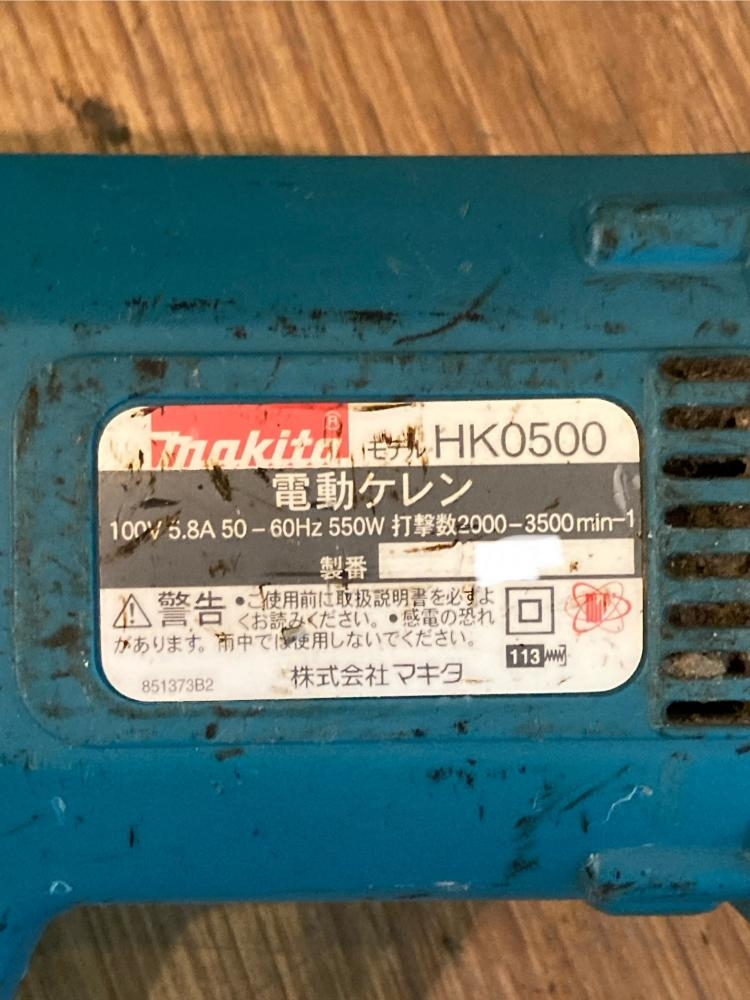 makita® モデル HK0500
電動ケレン
100V 5.8A 50－60Hz 550W 打撃数2000－3500min-1
製番
警告 •ご使用前に取扱説明書を必ずよ
くお読みください。•感電の恐れ
があります。雨中では使用しないでください。
113
851373B2 株式会社マキタ